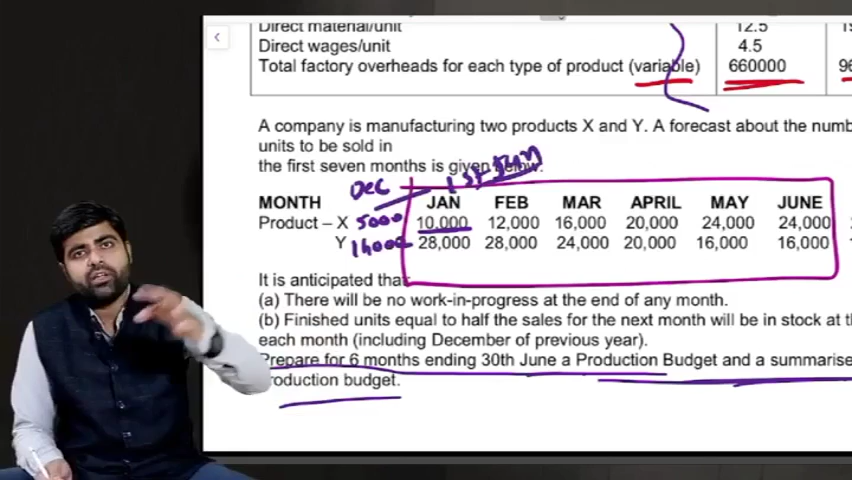 Direct material/unit 12.5
Direct wages/unit 4.5
Total factory overheads for each type of product (variable) 660000
A company is manufacturing two products X and Y. A forecast about the
units to be sold in
the first seven months is given below:
Dec 1st Jan
MONTH JAN FEB MAR APRIL MAY JUNE
Product – X 5000 10,000 12,000 16,000 20,000 24,000 24,000
Y 14000 28,000 28,000 24,000 20,000 16,000 16,000
It is anticipated that
(a) There will be no work-in-progress at the end of any month.
(b) Finished units equal to half the sales for the next month will be in stock at
each month (including December of previous year).
Prepare for 6 months ending 30th June a Production Budget and a
production budget.